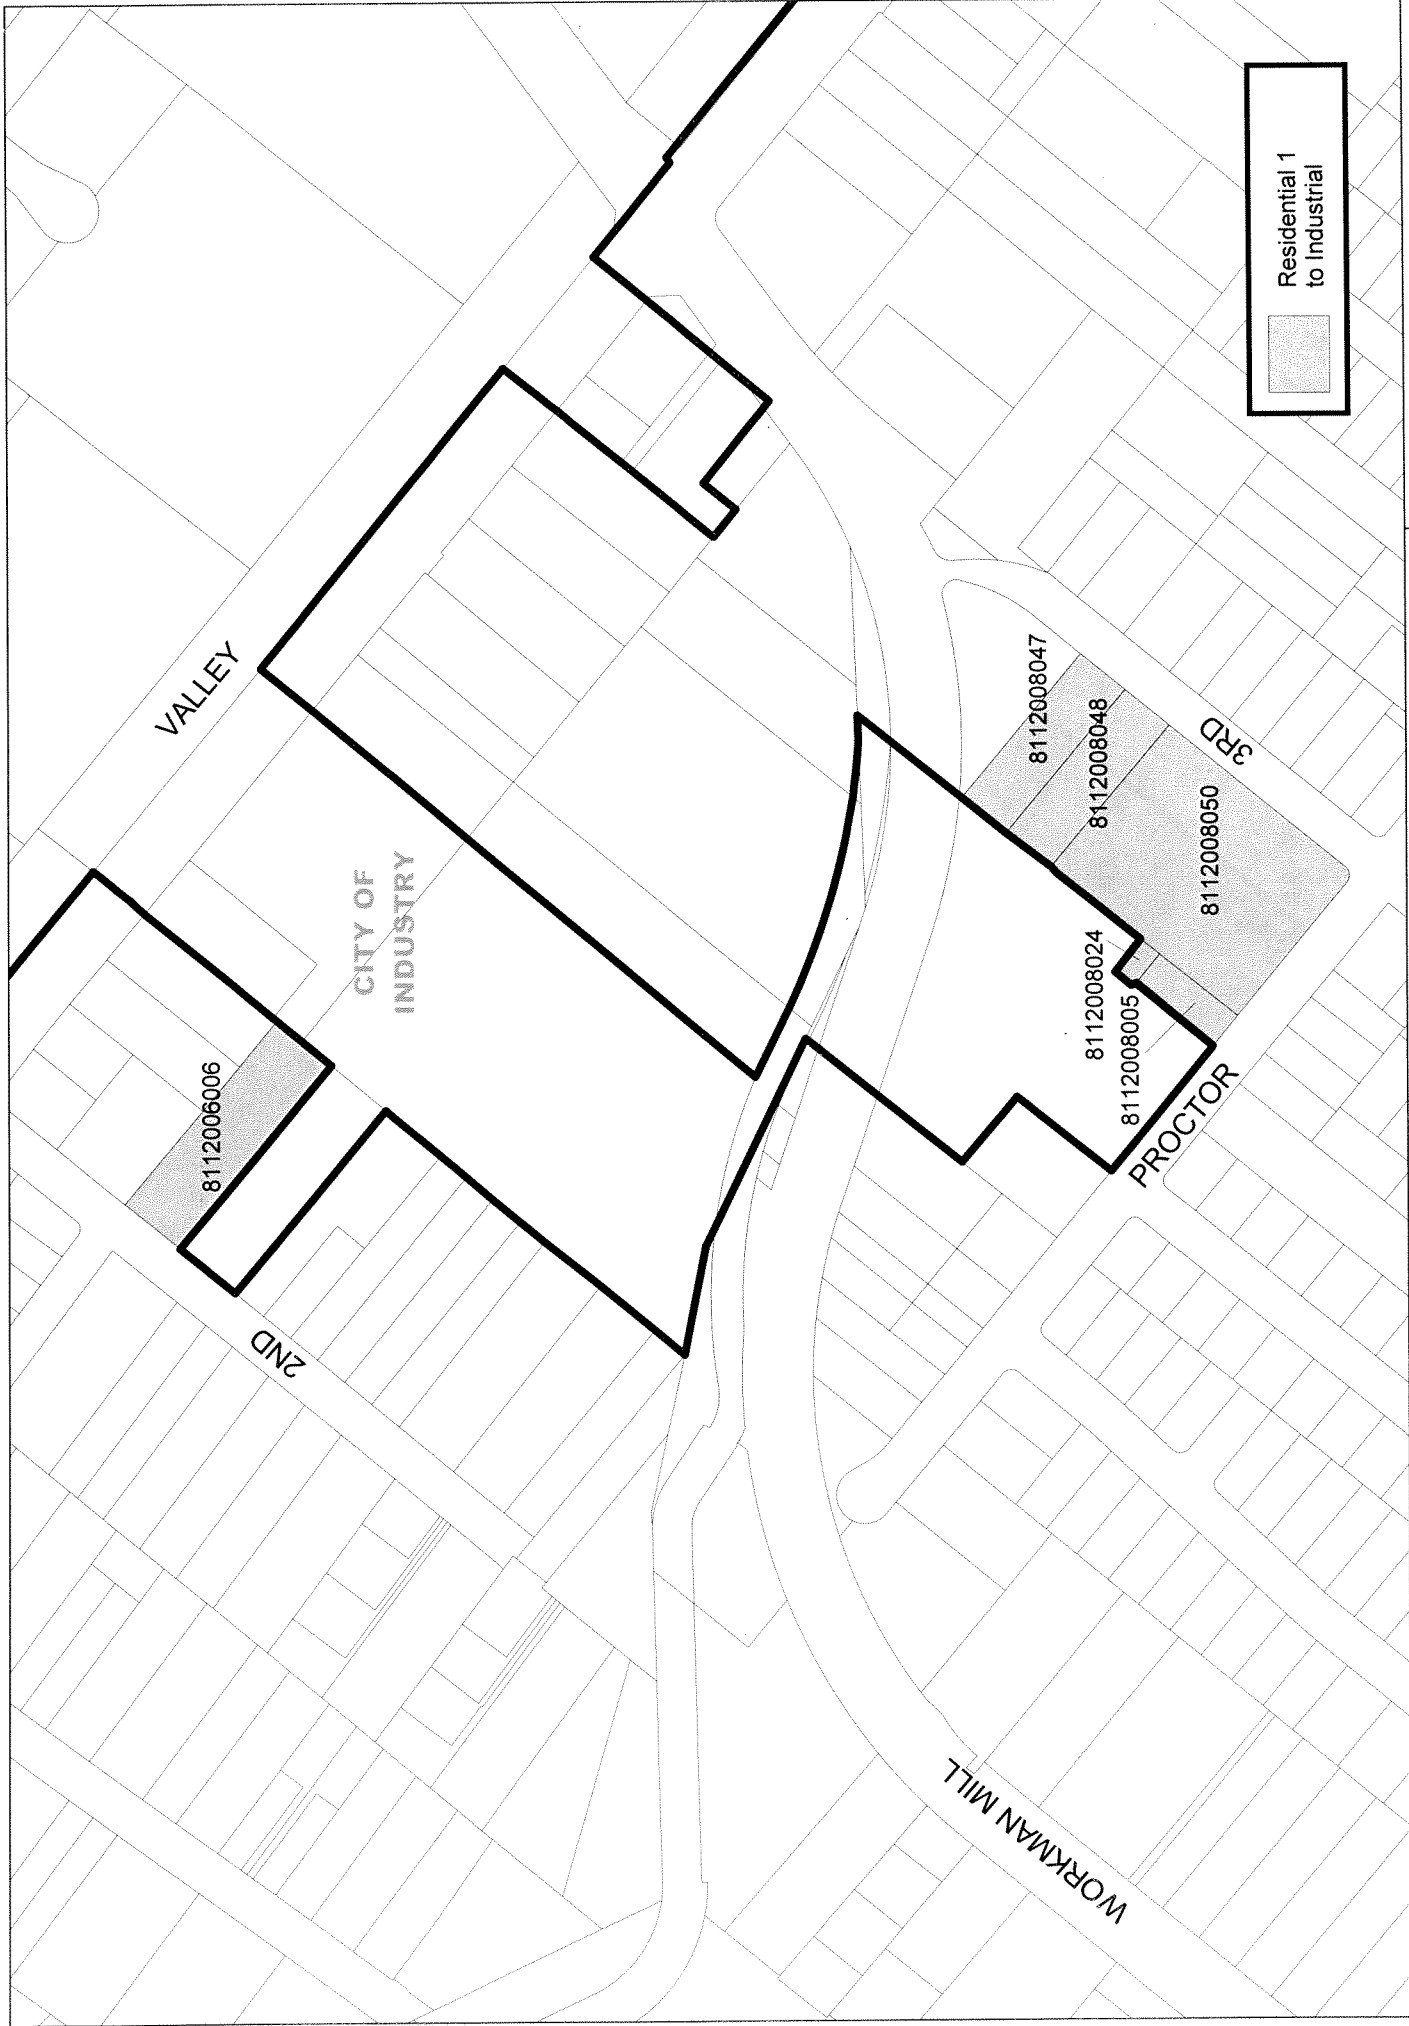 VALLEY
CITY OF
INDUSTRY
8112006006
2ND
Residential 1
to Industrial
8112008047
8112008048
3RD
8112008050
8112008024
8112008005
PROCTOR
WORKMAN MILL